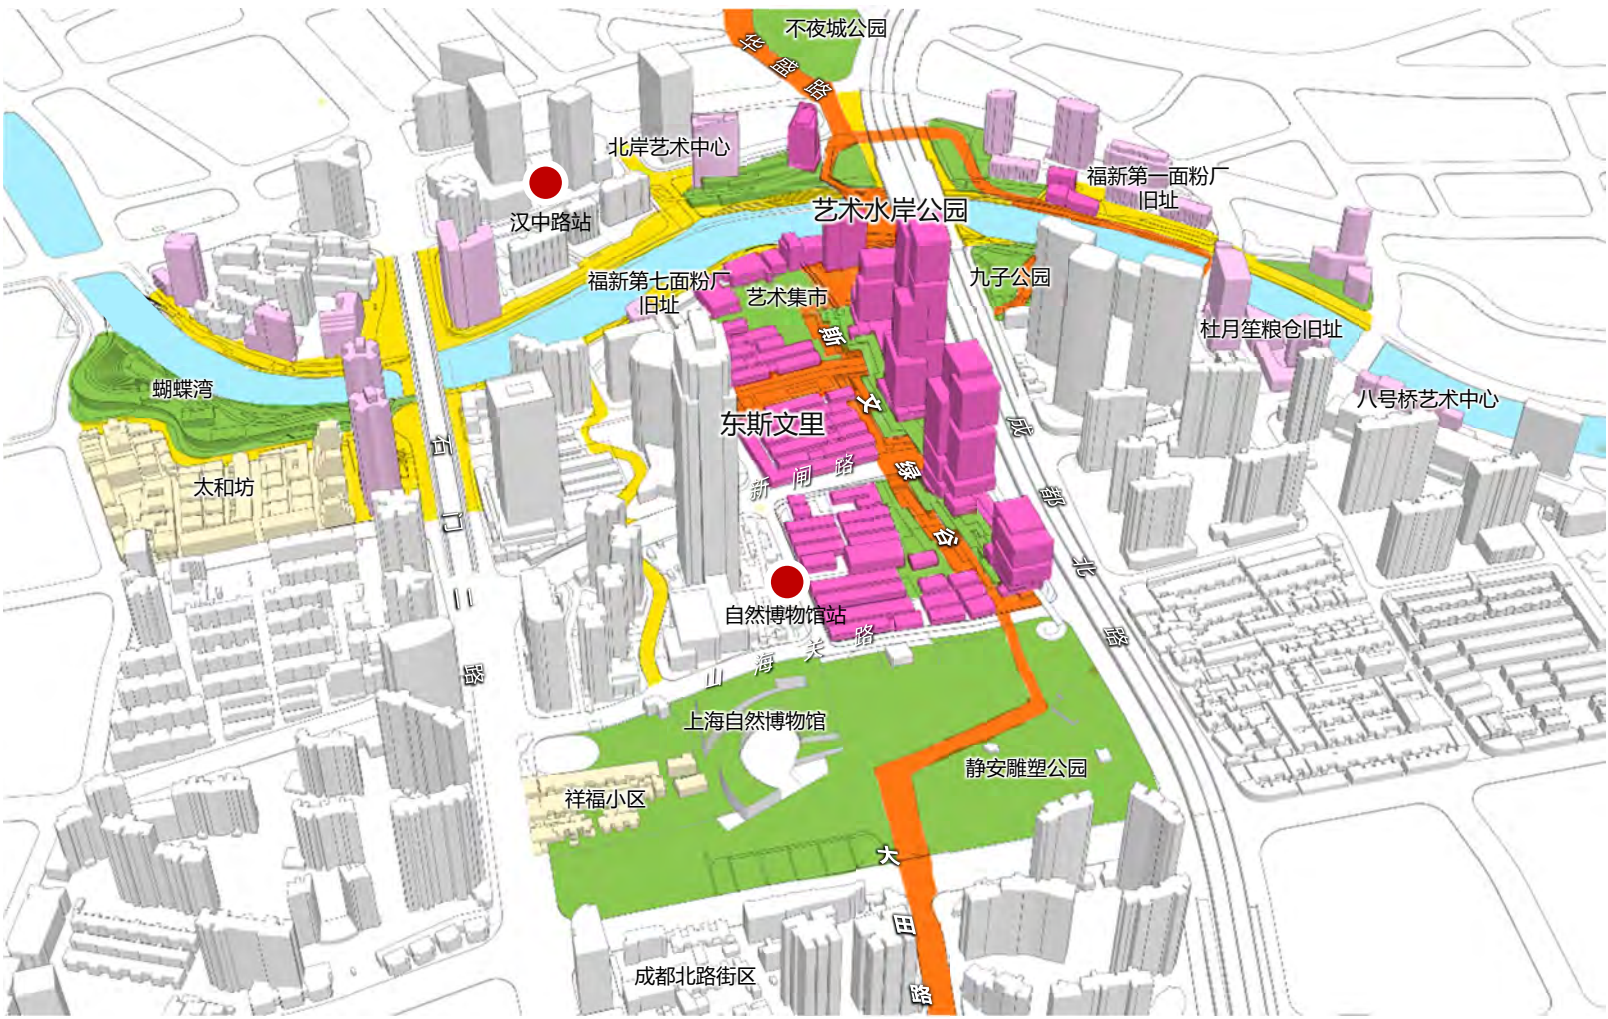 不夜城公园
华盛路
北岸艺术中心
福新第一面粉厂
旧址
艺术水岸公园
汉中路站
福新第七面粉厂
旧址
艺术集市
九子公园
杜月笙粮仓旧址
斯文绿谷
蝴蝶湾
八号桥艺术中心
东斯文里
成都北路
石门二路
新闸路
太和坊
自然博物馆站
山海关路
上海自然博物馆
静安雕塑公园
祥福小区
大田路
成都北路街区